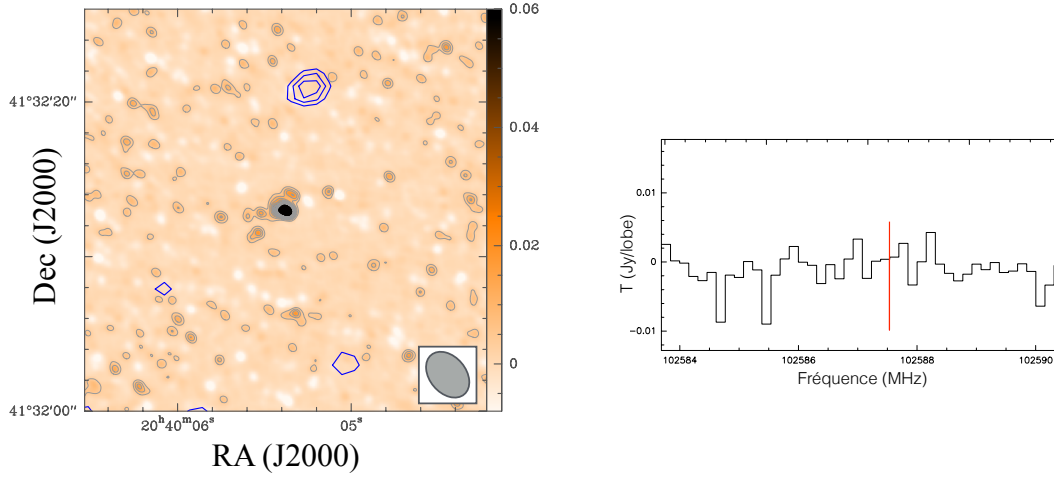 0.06
0.04
0.02
0
41°32′20″
41°32′00″
Dec (J2000)
20ʰ40ᵐ06ˢ
05ˢ
RA (J2000)
0.01
0
−0.01
T (Jy/lobe)
102584
102586
102588
102590
Fréquence (MHz)